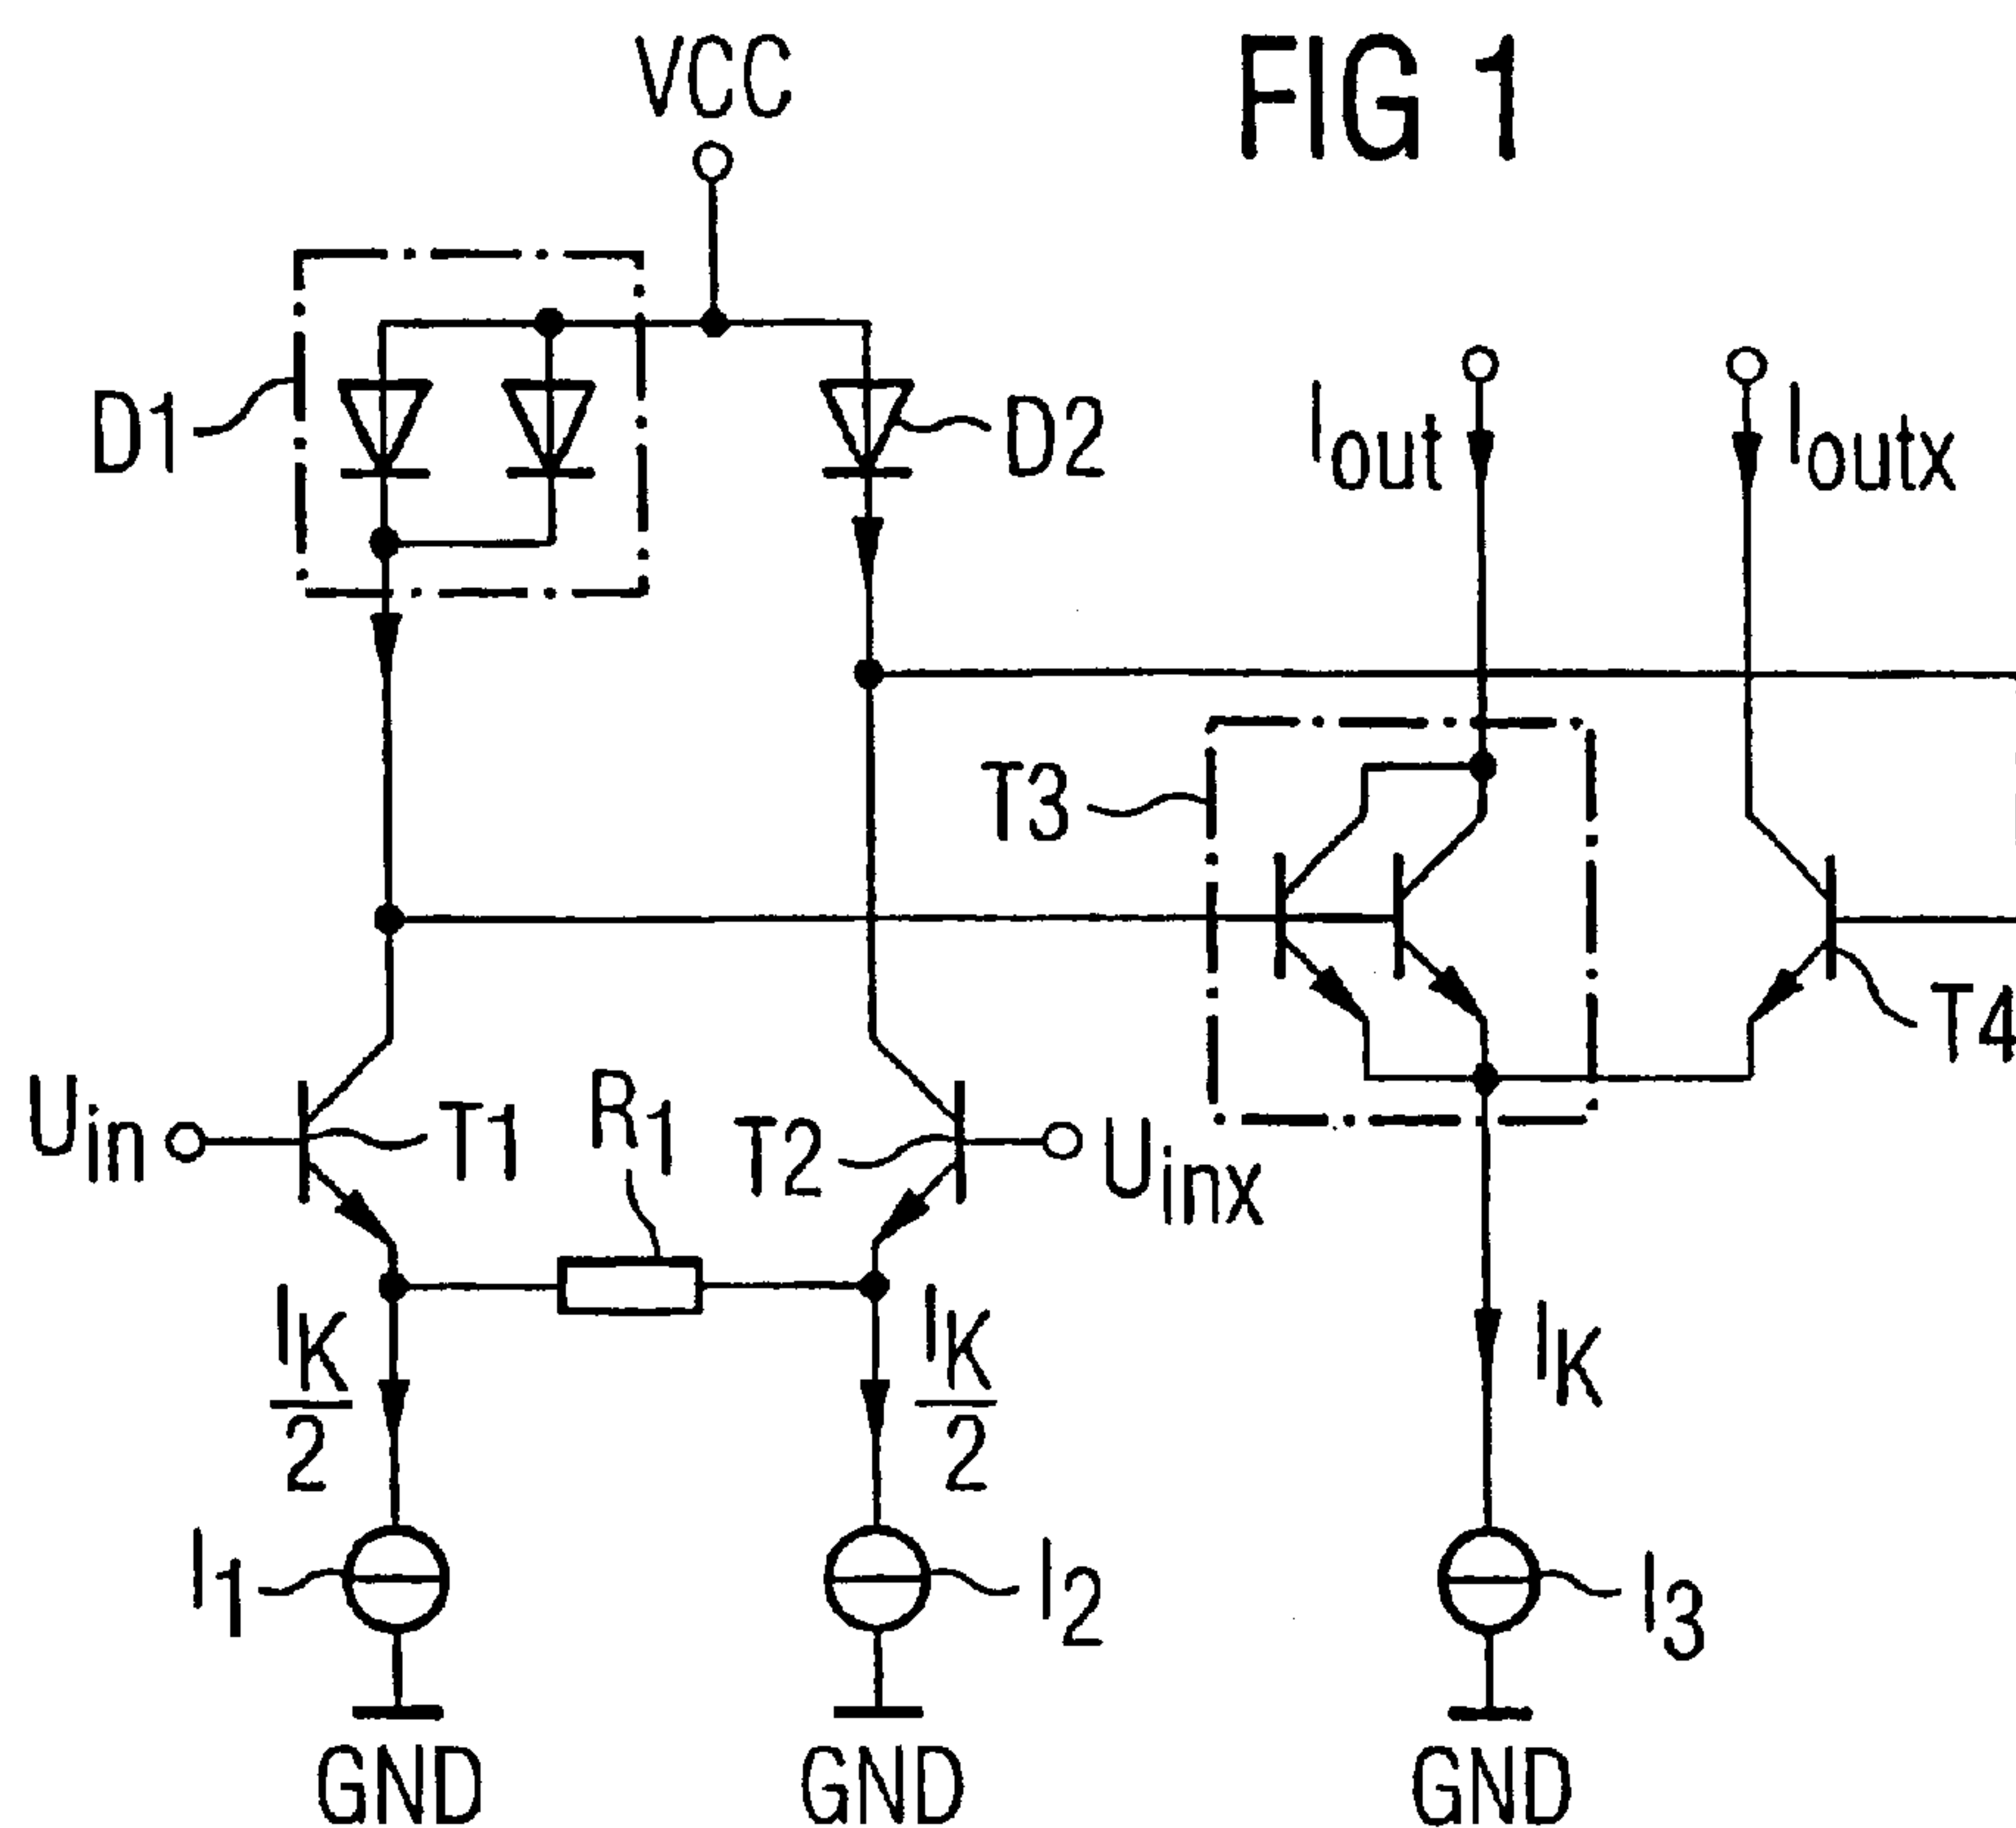 VCC
FIG 1
D1
D2
Iout
Ioutx
T3
T4
Uin
T1
R1
T2
Uinx
IK
2
IK
2
IK
I1
I2
I3
GND
GND
GND